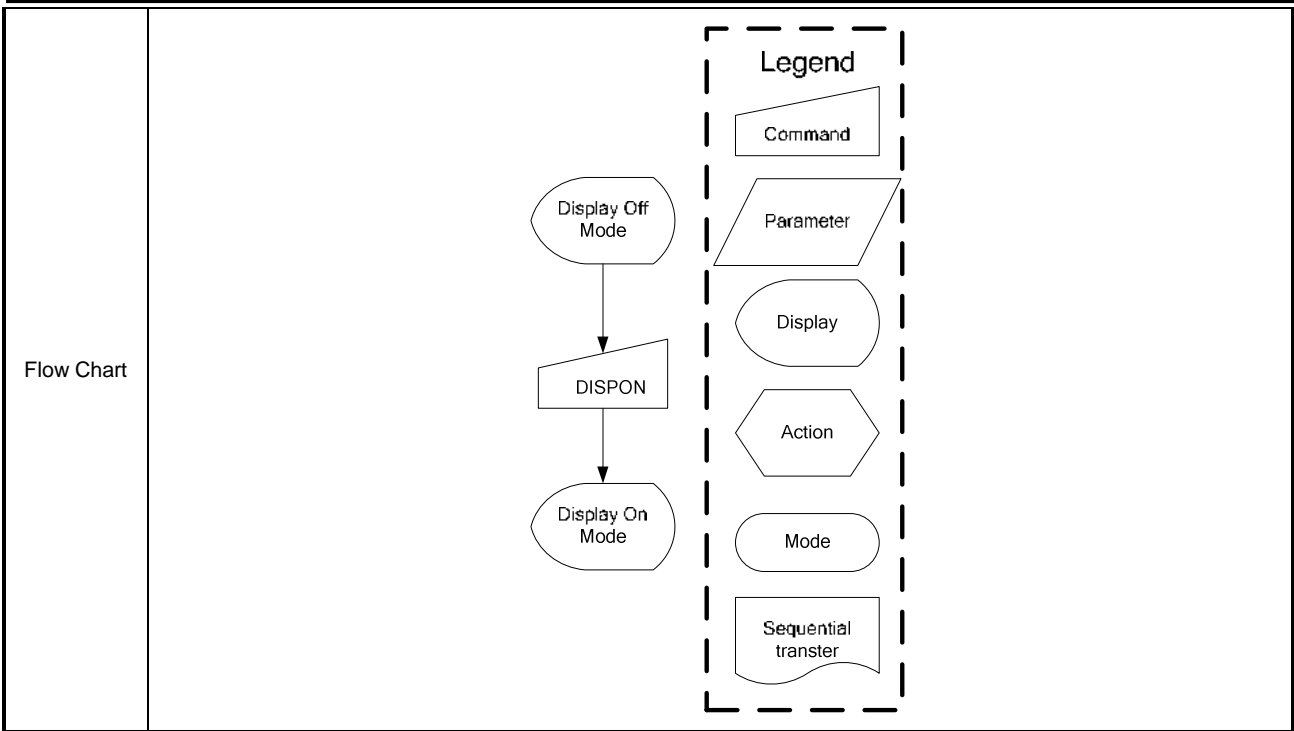 Flow Chart
Display Off
Mode
DISPON
Display On
Mode
Legend
Command
Parameter
Display
Action
Mode
Sequential
transter